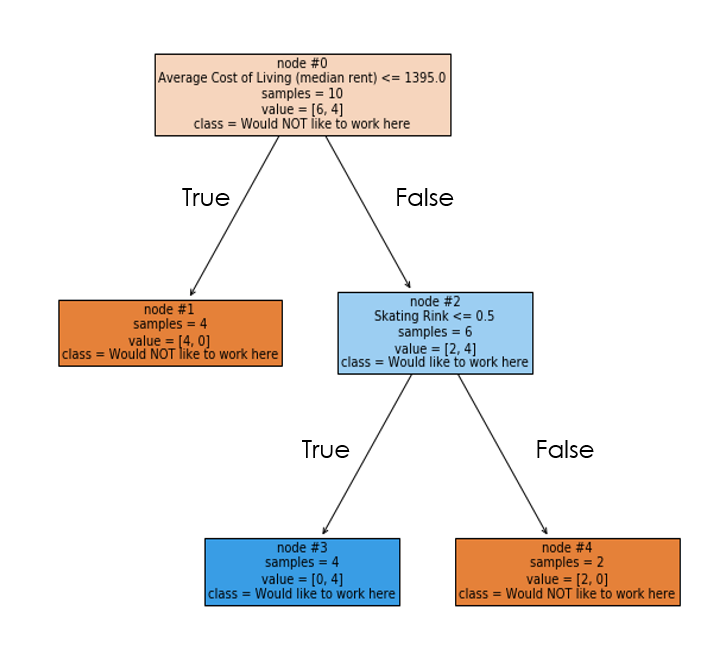 node #0
Average Cost of Living (median rent) <= 1395.0
samples = 10
value = [6, 4]
class = Would NOT like to work here
True
False
node #1
samples = 4
value = [4, 0]
class = Would NOT like to work here
node #2
Skating Rink <= 0.5
samples = 6
value = [2, 4]
class = Would like to work here
True
False
node #3
samples = 4
value = [0, 4]
class = Would like to work here
node #4
samples = 2
value = [2, 0]
class = Would NOT like to work here